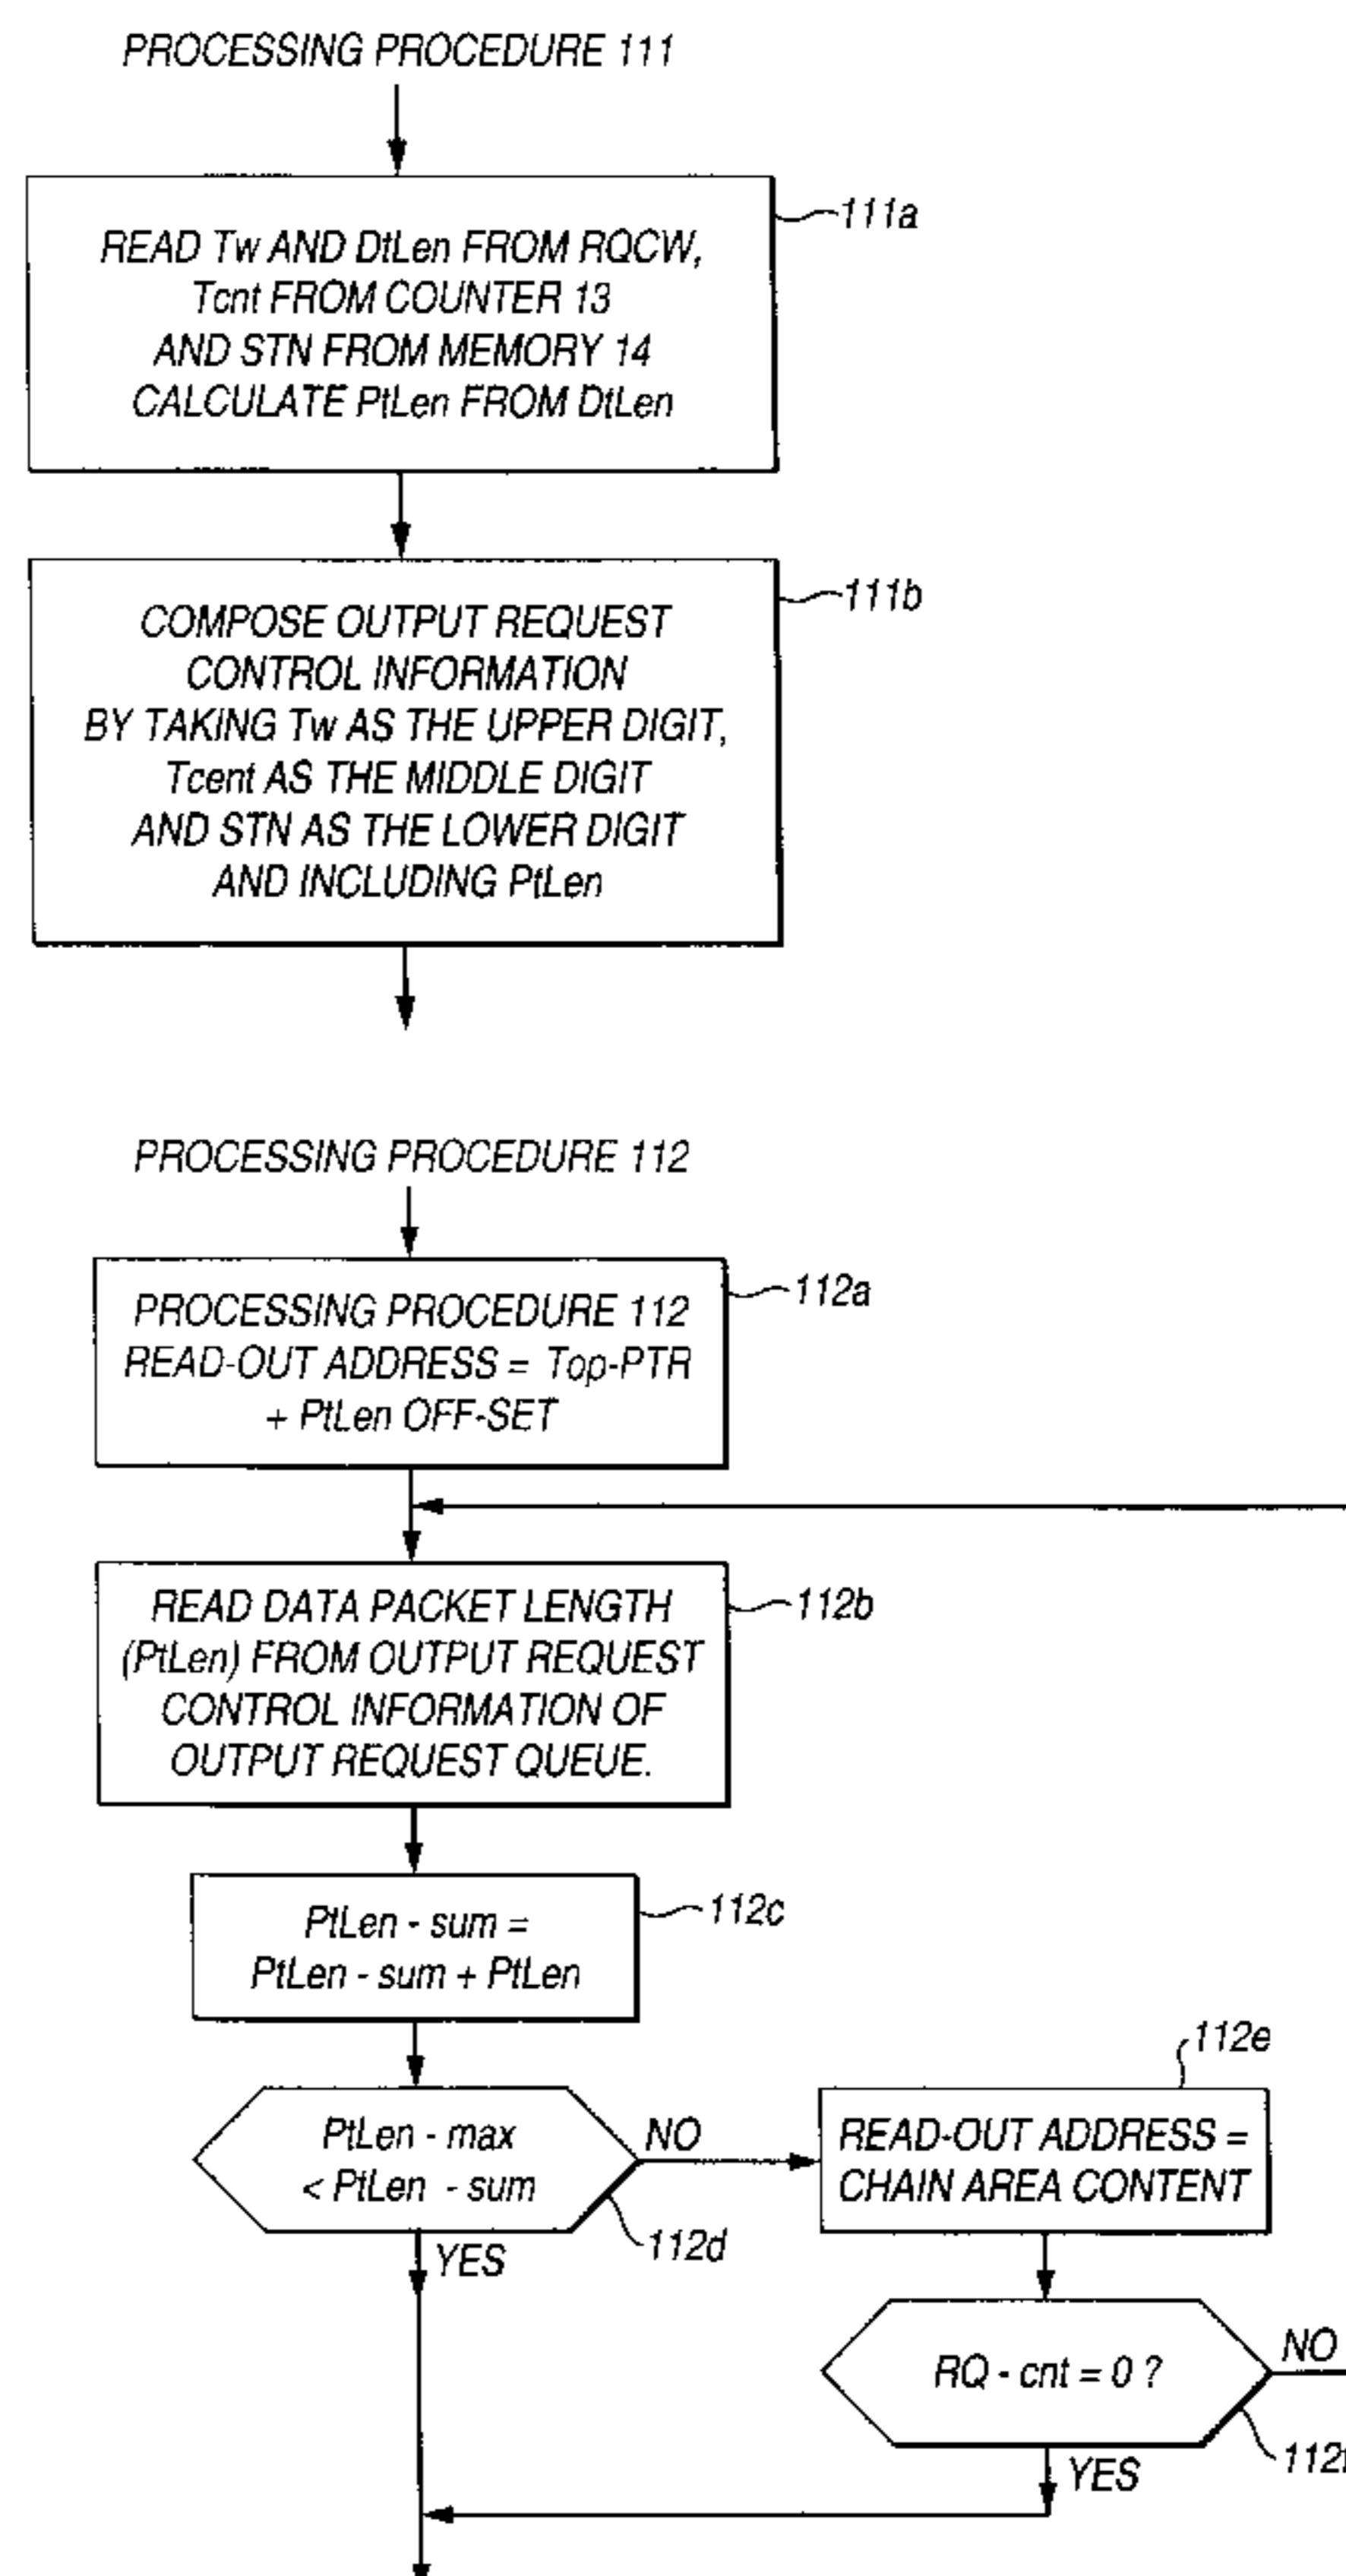 PROCESSING PROCEDURE 111
111a
READ Tw AND DtLen FROM RQCW,
Tcnt FROM COUNTER 13
AND STN FROM MEMORY 14
CALCULATE PtLen FROM DtLen
111b
COMPOSE OUTPUT REQUEST
CONTROL INFORMATION
BY TAKING Tw AS THE UPPER DIGIT,
Tcent AS THE MIDDLE DIGIT
AND STN AS THE LOWER DIGIT
AND INCLUDING PtLen
PROCESSING PROCEDURE 112
112a
PROCESSING PROCEDURE 112
READ-OUT ADDRESS = Top-PTR
+ PtLen OFF-SET
112b
READ DATA PACKET LENGTH
(PtLen) FROM OUTPUT REQUEST
CONTROL INFORMATION OF
OUTPUT REQUEST QUEUE.
112c
PtLen - sum =
PtLen - sum + PtLen
112e
PtLen - max
< PtLen - sum
NO
READ-OUT ADDRESS =
CHAIN AREA CONTENT
112d
YES
RQ - cnt = 0 ?
NO
YES